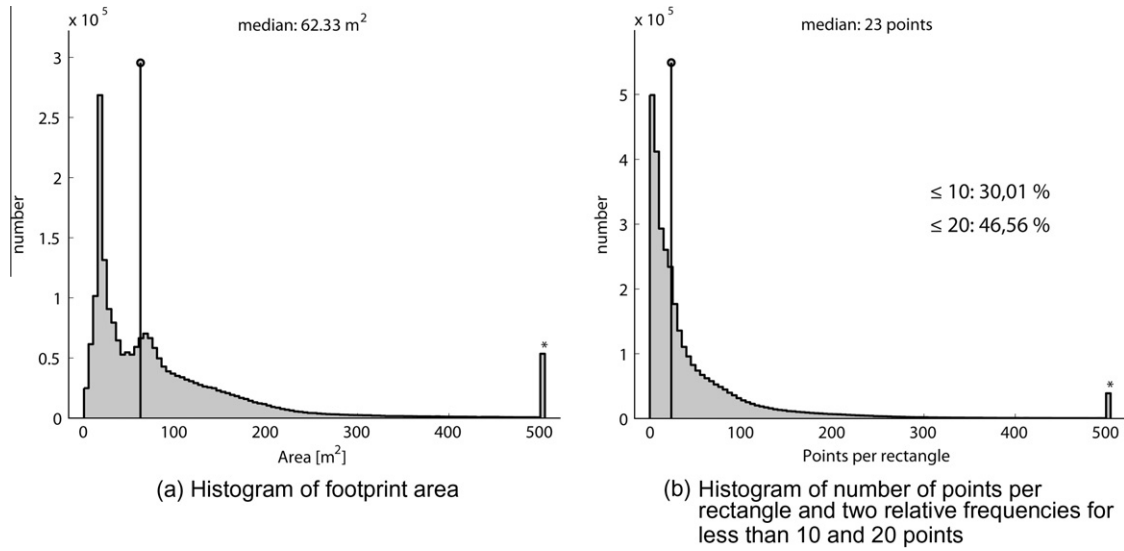 x 10 5
median: 62.33 m2
3
2.5
2
1.5
1
0.5
0
number
0 100 200 300 400 500
*
Area [m2]
(a) Histogram of footprint area
x 10 5
median: 23 points
5
4
3
2
1
0
number
≤ 10: 30,01 %
≤ 20: 46,56 %
0 100 200 300 400 500
*
Points per rectangle
(b) Histogram of number of points per
rectangle and two relative frequencies for
less than 10 and 20 points